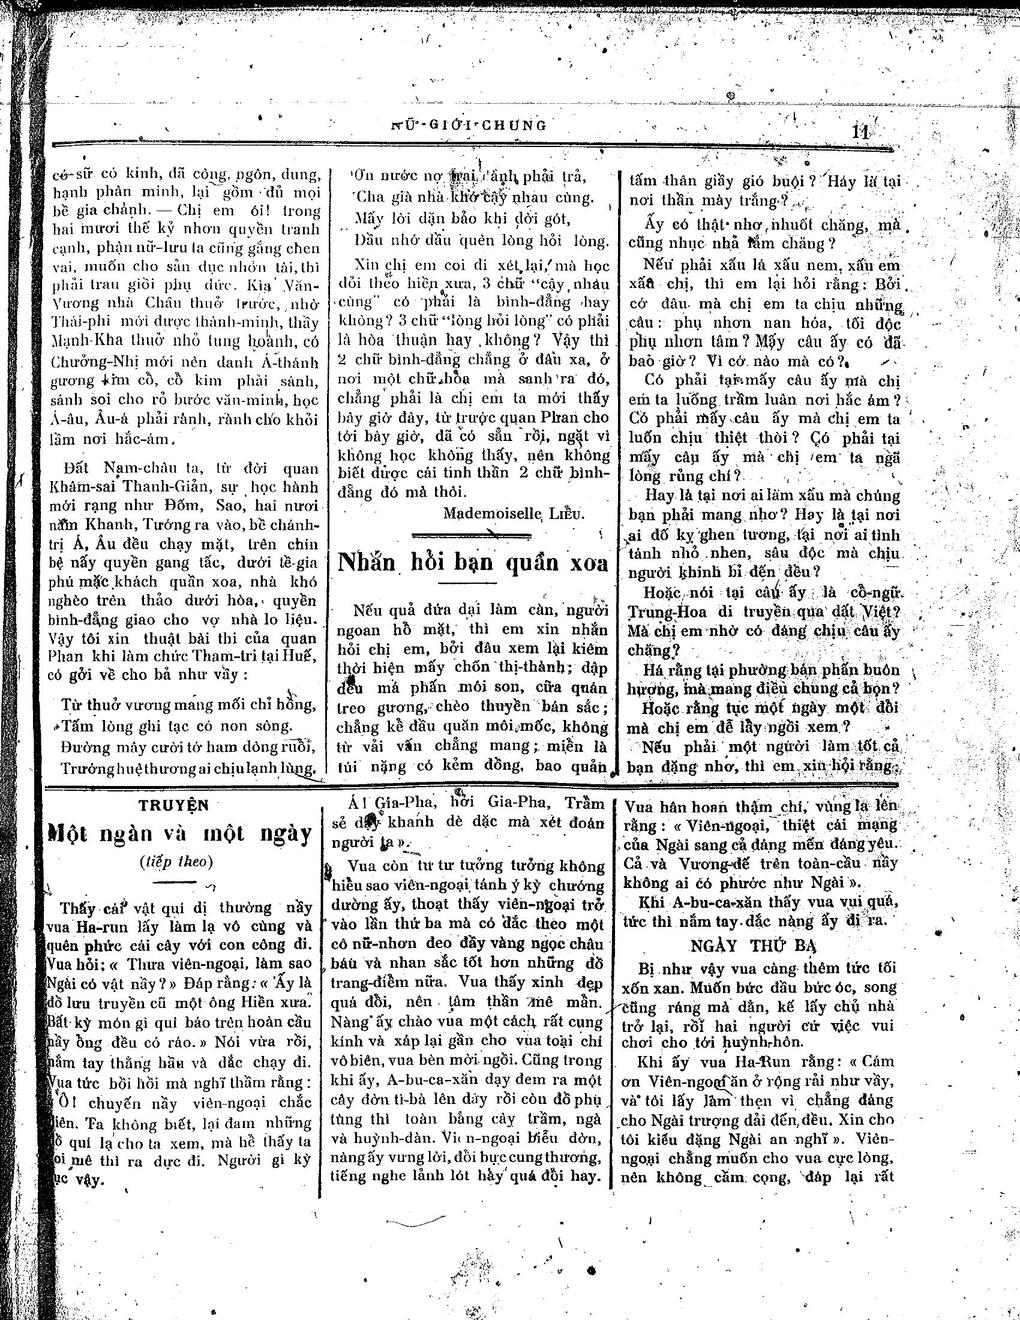 NỮ-GIỚI-CHUNG
11
cớ-sử có kinh, đã công, ngôn, dung,
hạnh phân minh, lại gồm đủ mọi
bề gia chánh. — Chị em ôi! trong
hai mươi thế kỷ nhơn quyền tranh
cạnh, phận nữ-lưu ta cũng gắng chen
vai, muốn cho sản dục nhơn tài, thì
phải trau giồi phụ đức. Kìa Văn-
Vương nhà Châu thuở trước, nhờ
Thái-phi mới được thánh-minh, thầy
Mạnh-Kha thuở nhỏ tung hoành, có
Chưởng-Nhị mới nên danh Á-thánh
gương kim cổ, cổ kim phải sánh,
sánh soi cho rỏ bước văn-minh, học
Á-âu, Âu-á phải rành, rành cho khỏi
lầm nơi hắc-ám.
Đất Nam-châu ta, từ đời quan
Khâm-sai Thanh-Giản, sự học hành
mới rạng như Đốm, Sao, hai nươi
năm Khanh, Tướng ra vào, bề chánh-
trị Á, Âu đều chạy mặt, trên chín
bệ nấy quyền gang tấc, dưới tề-gia
phú mặc khách quần xoa, nhà khó
nghèo trên thảo dưới hòa, quyền
bình-đẳng giao cho vợ nhà lo liệu.
Vậy tôi xin thuật bài thi của quan
Phan khi làm chức Tham-tri tại Huế,
có gởi về cho bả như vầy :
Từ thuở vương mang mối chỉ hồng,
Tấm lòng ghi tạc có non sông.
Đường mây cười tớ ham dông ruổi,
Trướng huệ thương ai chịu lạnh lùng.
Ơn nước nợ trai, ành phải trả,
Cha già nhà khó cậy nhau cùng.
Mấy lời dặn bảo khi dời gót,
Dầu nhớ dầu quên lòng hỏi lòng.
Xin chị em coi đi xét lại, mà học
đòi theo hiền xưa, 3 chữ "cậy nhau
cùng" có phải là bình-đẳng hay
không? 3 chữ "lòng hỏi lòng" có phải
là hòa thuận hay không? Vậy thì
2 chữ bình-đẳng chẳng ở đâu xa, ở
nơi một chữ hòa mà sanh ra đó,
chẳng phải là chị em ta mới thấy
bây giờ đây, từ trước quan Phan cho
tới bây giờ, đã có sẳn rồi, ngặt vì
không học không thấy, nên không
biết được cái tinh thần 2 chữ bình-
đẳng đó mà thôi.
Mademoiselle LIỀU.
Nhắn hỏi bạn quần xoa
Nếu quả đứa dại làm càn, người
ngoan hổ mặt, thì em xin nhắn
hỏi chị em, bởi đâu xem lại kiếm
thời hiện mấy chốn thị-thành; dập
dều má phấn môi son, cữa quán
treo gương, chèo thuyền bán sắc;
chẳng kể đầu quăn môi mốc, không
từ vải vấn chẳng mang; miễn là
túi nặng có kẻm đồng, bao quản
tấm thân giầy gió buội? Hảy là tại
nơi thần mày trắng?
Ấy có thật nhơ, nhuốt chăng, mà
cũng nhục nhả lắm chăng?
Nếu phải xấu lá xấu nem, xấu em
xấu chị, thì em lại hỏi rằng: Bởi
cớ đâu mà chị em ta chịu những
câu: phụ nhơn nan hóa, tối độc
phụ nhơn tâm? Mấy câu ấy có đã
bao giờ? Vì cớ nào mà có?
Có phải tại mấy câu ấy mà chị
em ta luống trầm luân nơi hắc ám?
Có phải mấy câu ấy mà chị em ta
luốn chịu thiệt thòi? Có phải tại
mấy câu ấy mà chị em ta ngã
lòng rủng chí?
Hay là tại nơi ai làm xấu mà chúng
bạn phải mang nhơ? Hay là tại nơi
ai đố kỵ ghen tương, tại nơi ai tình
tánh nhỏ nhen, sâu độc mà chịu
người khinh bỉ đến đều?
Hoặc nói tại câu ấy là cổ-ngữ
Trung-Hoa di truyền qua đất Việt?
Mà chị em nhờ có đáng chịu câu ấy
chăng?
Há rằng tại phường bán phấn buôn
hương, mà mang điều chung cả bọn?
Hoặc rằng tục một ngày một đổi
mà chị em để lấy ngồi xem?
Nếu phải một người làm tốt cả
bạn đặng nhơ, thì em xin hỏi rằng:
TRUYỆN
Một ngàn và một ngày
(tiếp theo)
Thấy cái vật quí dị thường nầy
vua Ha-run lấy làm lạ vô cùng và
quên phức cái cây với con công đi.
Vua hỏi; « Thưa viên-ngoại, làm sao
Ngài có vật nầy? » Đáp rằng: « Ấy là
đồ lưu truyền cũ một ông Hiền xưa.
Bất kỳ món gì quí báo trên hoàn cầu
nầy ông đều có ráo. » Nói vừa rồi,
nắm tay thằng hầu và dắc chạy đi.
Vua tức hồi hồi mà nghĩ thầm rằng:
Ô! chuyến nầy viên-ngoại chắc
điên. Ta không biết, lại đam những
đồ quí lạ cho ta xem, mà hễ thấy ta
coi mê thì ra dực đi. Người gì kỳ
cục vậy.
Á! Gia-Pha, hởi Gia-Pha, Trầm
sẻ dạy khanh dè dặc mà xét đoán
người ta ».
Vua còn tư tư tưởng tưởng không
hiểu sao viên-ngoại tánh ý kỳ chướng
dường ấy, thoạt thấy viên-ngoại trở
vào lần thứ ba mà có dắc theo một
cô nữ-nhơn đeo đầy vàng ngọc châu
báu và nhan sắc tốt hơn những đồ
trang-điểm nữa. Vua thấy xinh đẹp
quá đổi, nên tâm thần mê mẫn.
Nàng ấy chào vua một cách rất cung
kính và xáp lại gần cho vua toại chí
vô biên, vua bèn mời ngồi. Cũng trong
khi ấy, A-bu-ca-xăn dạy đem ra một
cây đờn tì-bà lên dây rồi còn đồ phụ
tùng thì toàn bằng cây trầm, ngà
và huỳnh-đàn. Viên-ngoại biểu đờn,
nàng ấy vưng lời, đổi bực cung thương,
tiếng nghe lảnh lót hảy quá đổi hay.
Vua hân hoan thậm chí, vùng la lên
rằng: « Viên-ngoại, thiệt cái mạng
của Ngài sang cả đáng mến đáng yêu.
Cả và Vương-đế trên toàn-cầu nầy
không ai có phước như Ngài ».
Khi A-bu-ca-xăn thấy vua vui quá,
tức thì nắm tay dắc nàng ấy đi ra.
NGÀY THỨ BA
Bị như vậy vua càng thêm tức tối
xốn xan. Muốn bức đầu bức óc, song
cũng ráng mà dằn, kế lấy chủ nhà
trở lại, rồi hai người cứ việc vui
chơi cho tới huỳnh-hôn.
Khi ấy vua Ha-Run rằng: « Cám
ơn Viên-ngoại ăn ở rộng rải như vầy,
và tôi lấy làm thẹn vì chẳng đáng
cho Ngài trượng dải đến đều. Xin cho
tôi kiếu đặng Ngài an nghĩ ». Viên-
ngoại chẳng muốn cho vua cực lòng,
nên không cầm cọng, đáp lại rất